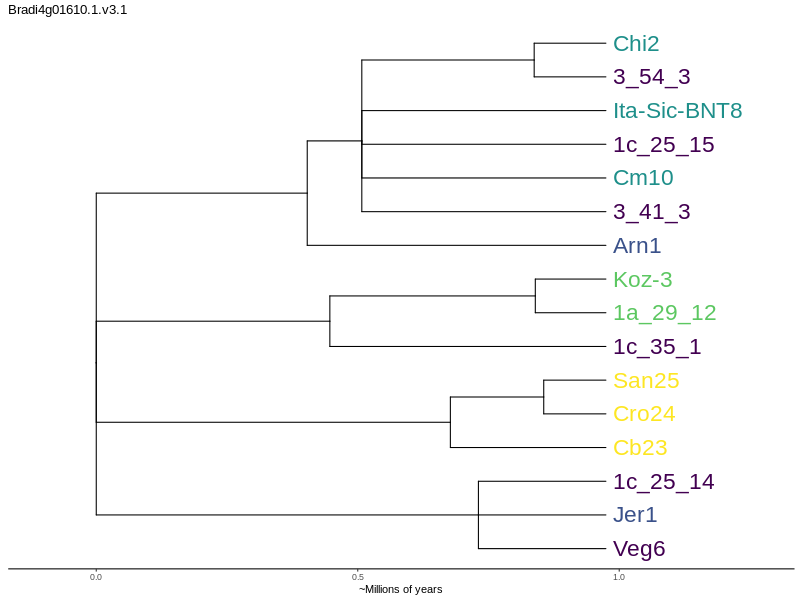 Bradi4g01610.1.v3.1
Chi2
3_54_3
Ita-Sic-BNT8
1c_25_15
Cm10
3_41_3
Arn1
Koz-3
1a_29_12
1c_35_1
San25
Cro24
Cb23
1c_25_14
Jer1
Veg6
0.0 0.5 1.0
~Millions of years